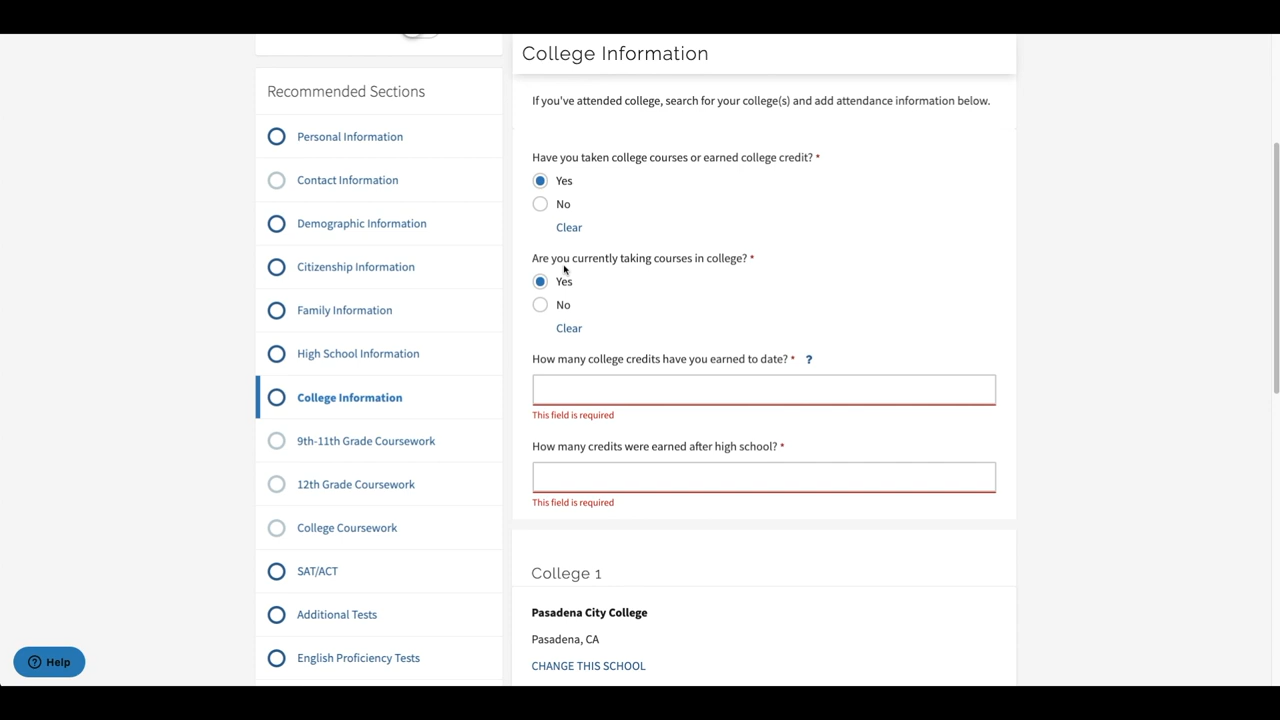 College Information
Recommended Sections
Personal Information
Contact Information
Demographic Information
Citizenship Information
Family Information
High School Information
College Information
9th-11th Grade Coursework
12th Grade Coursework
College Coursework
SAT/ACT
Additional Tests
English Proficiency Tests
Help
If you've attended college, search for your college(s) and add attendance information below.
Have you taken college courses or earned college credit? *
Yes
No
Clear
Are you currently taking courses in college? *
Yes
No
Clear
How many college credits have you earned to date? * ?
This field is required
How many credits were earned after high school? *
This field is required
College 1
Pasadena City College
Pasadena, CA
CHANGE THIS SCHOOL